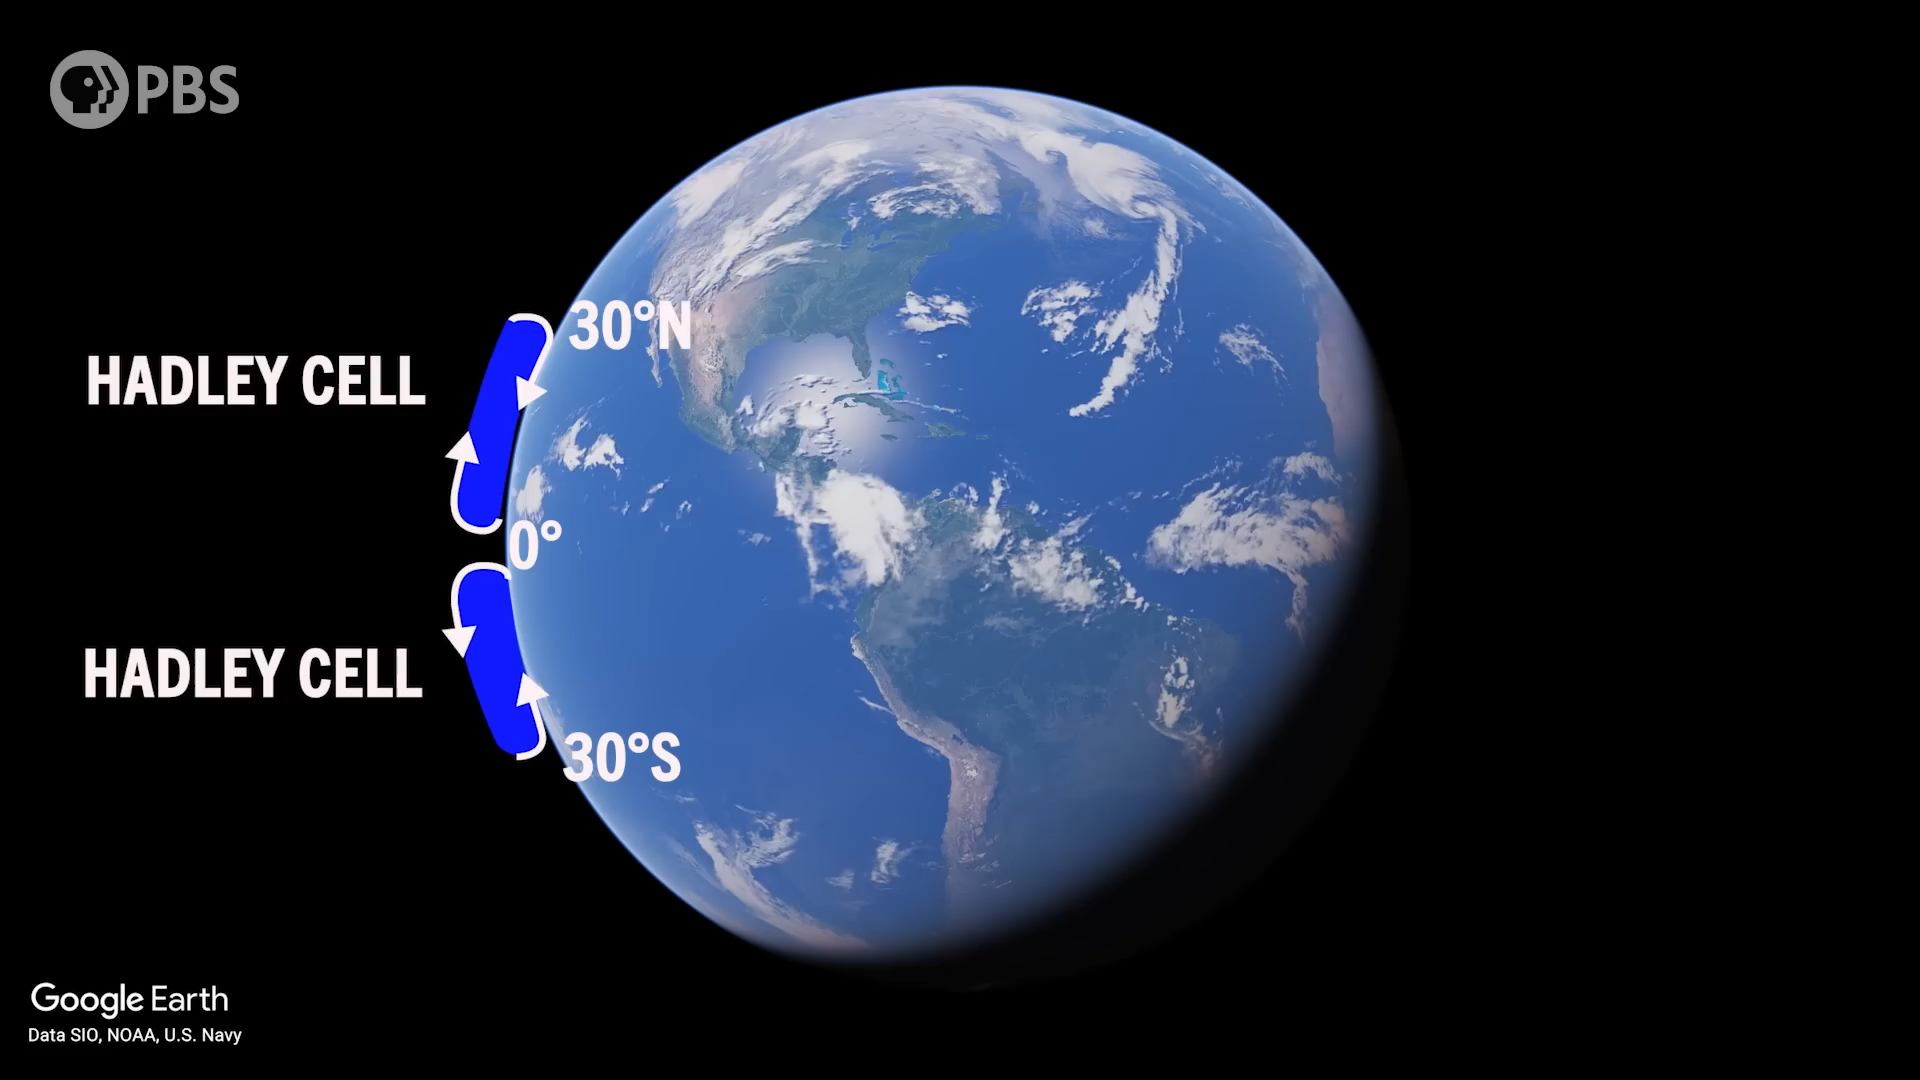 PBS
30°N
HADLEY CELL
0°
HADLEY CELL
30°S
Google Earth
Data SIO, NOAA, U.S. Navy